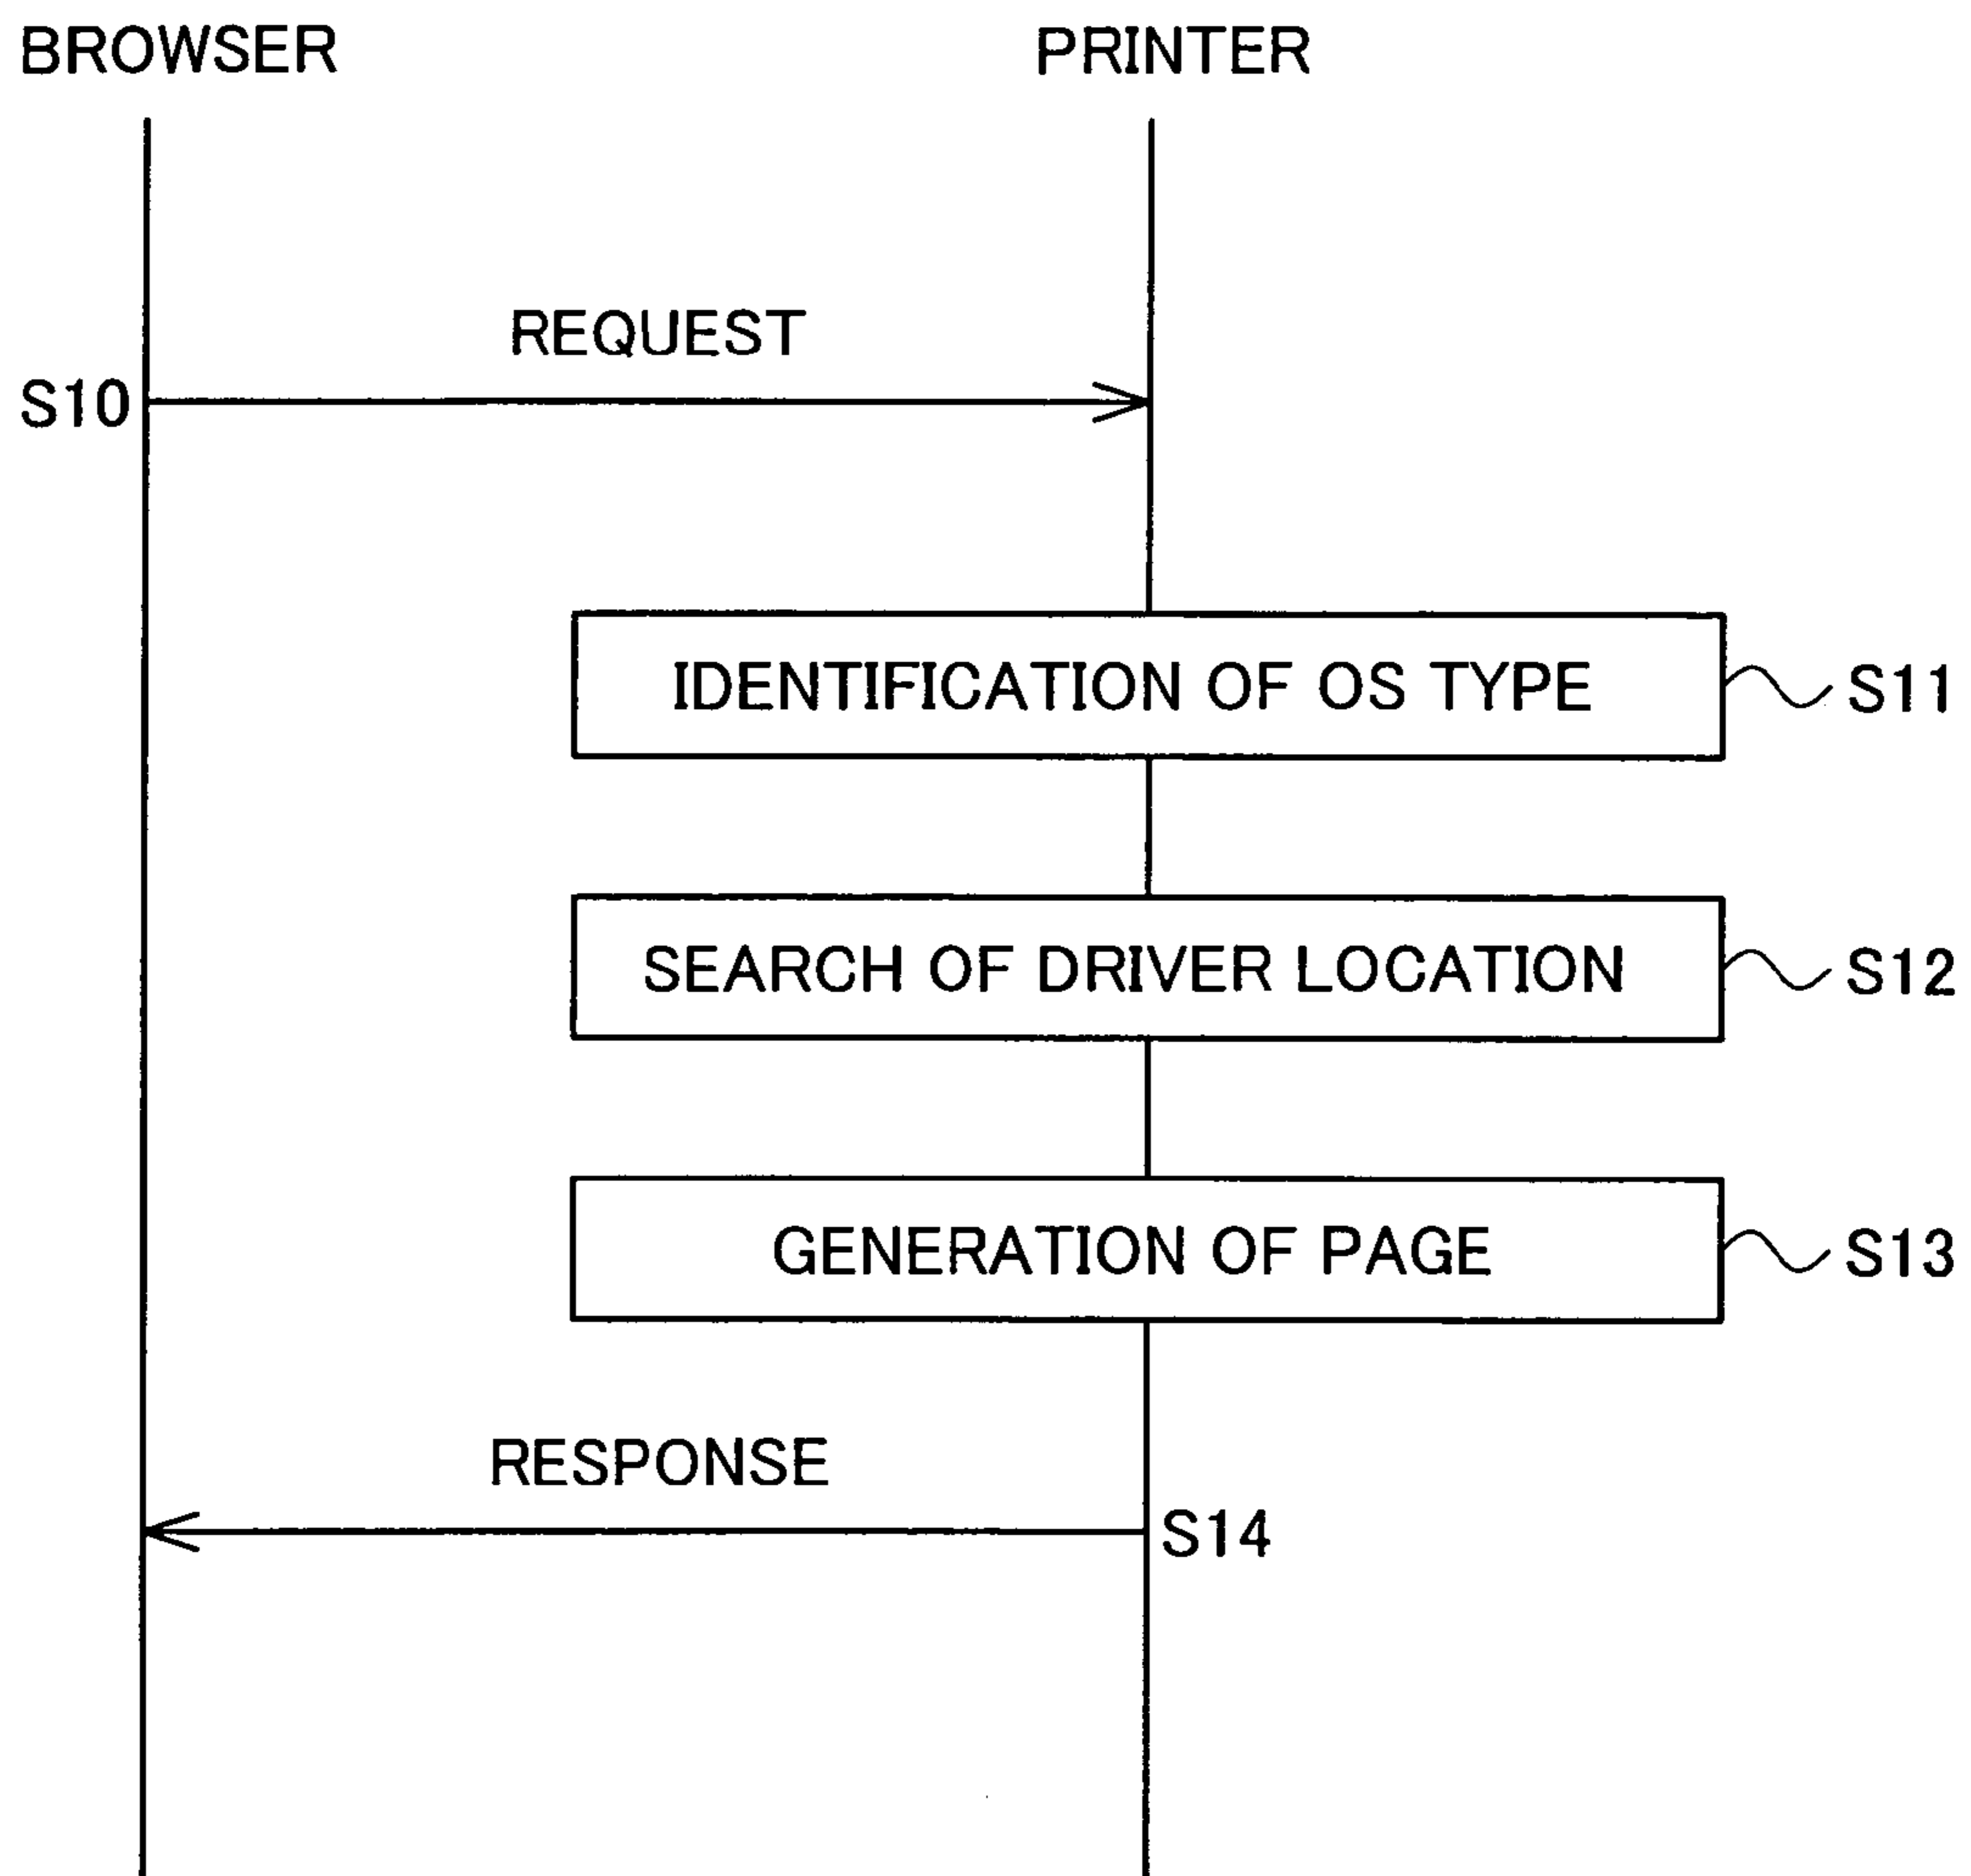 BROWSER
PRINTER
REQUEST
S10
IDENTIFICATION OF OS TYPE
S11
SEARCH OF DRIVER LOCATION
S12
GENERATION OF PAGE
S13
RESPONSE
S14